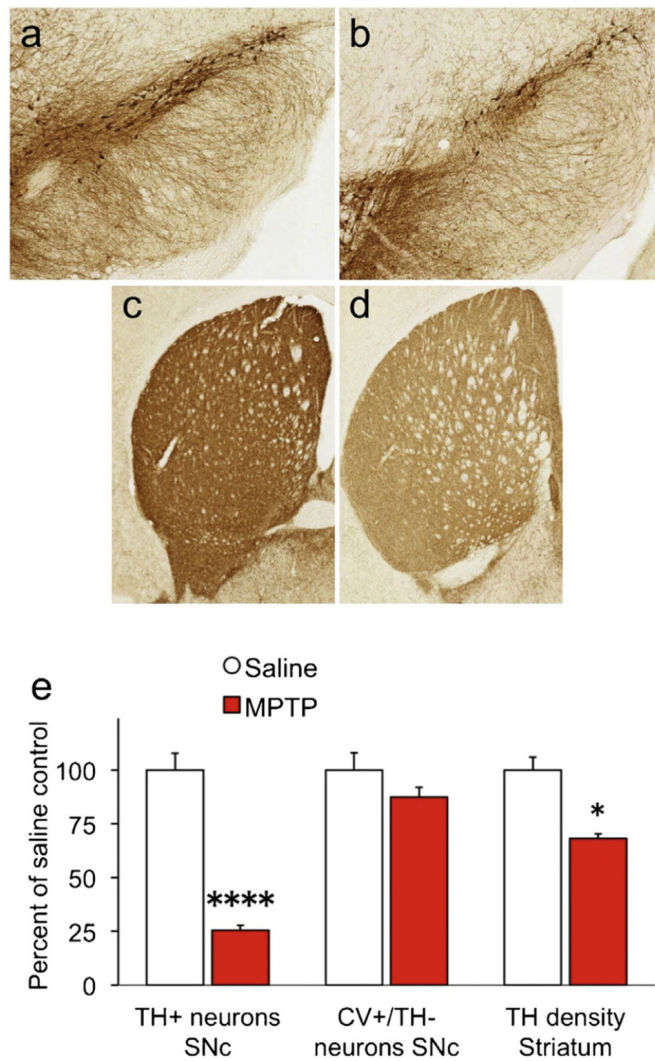 a
b
c
d
e
Saline
MPTP
Percent of saline control
100
75
50
25
0
****
*
TH+ neurons
SNc
CV+/TH-
neurons SNc
TH density
Striatum